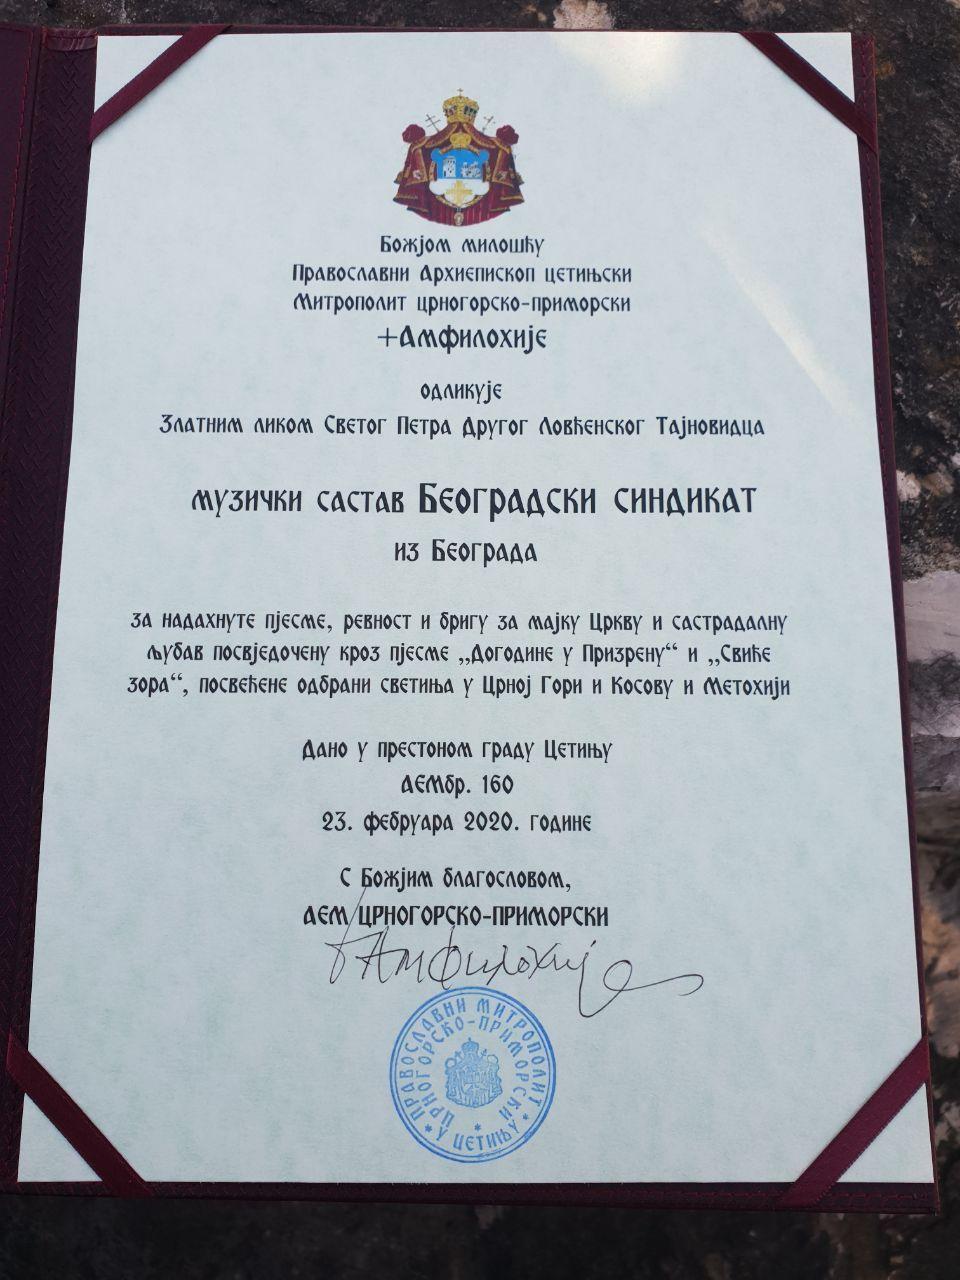 Божјом милошћу
Православни Архиепископ цетињски
Митрополит црногорско-приморски
+Амфилохије
одликује
Златним ликом Светог Петра Другог Ловћенског Тајновидца
музички састав Београдски синдикат
из Београда
за надахнуте пјесме, ревност и бригу за мајку Цркву и састрадалну
љубав посвједочену кроз пјесме „Догодине у Призрену“ и „Свиће
зора“, посвећене одбрани светиња у Црној Гори и Косову и Метохији
Дано у престоном граду Цетињу
АЕМбр. 160
23. фебруара 2020. године
С Божјим благословом,
АЕМ ЦРНОГОРСКО-ПРИМОРСКИ
+Амфилохије
ПРАВОСЛАВНИ МИТРОПОЛИТ
ЦРНОГОРСКО-ПРИМОРСКИ
* У ЦЕТИЊУ *